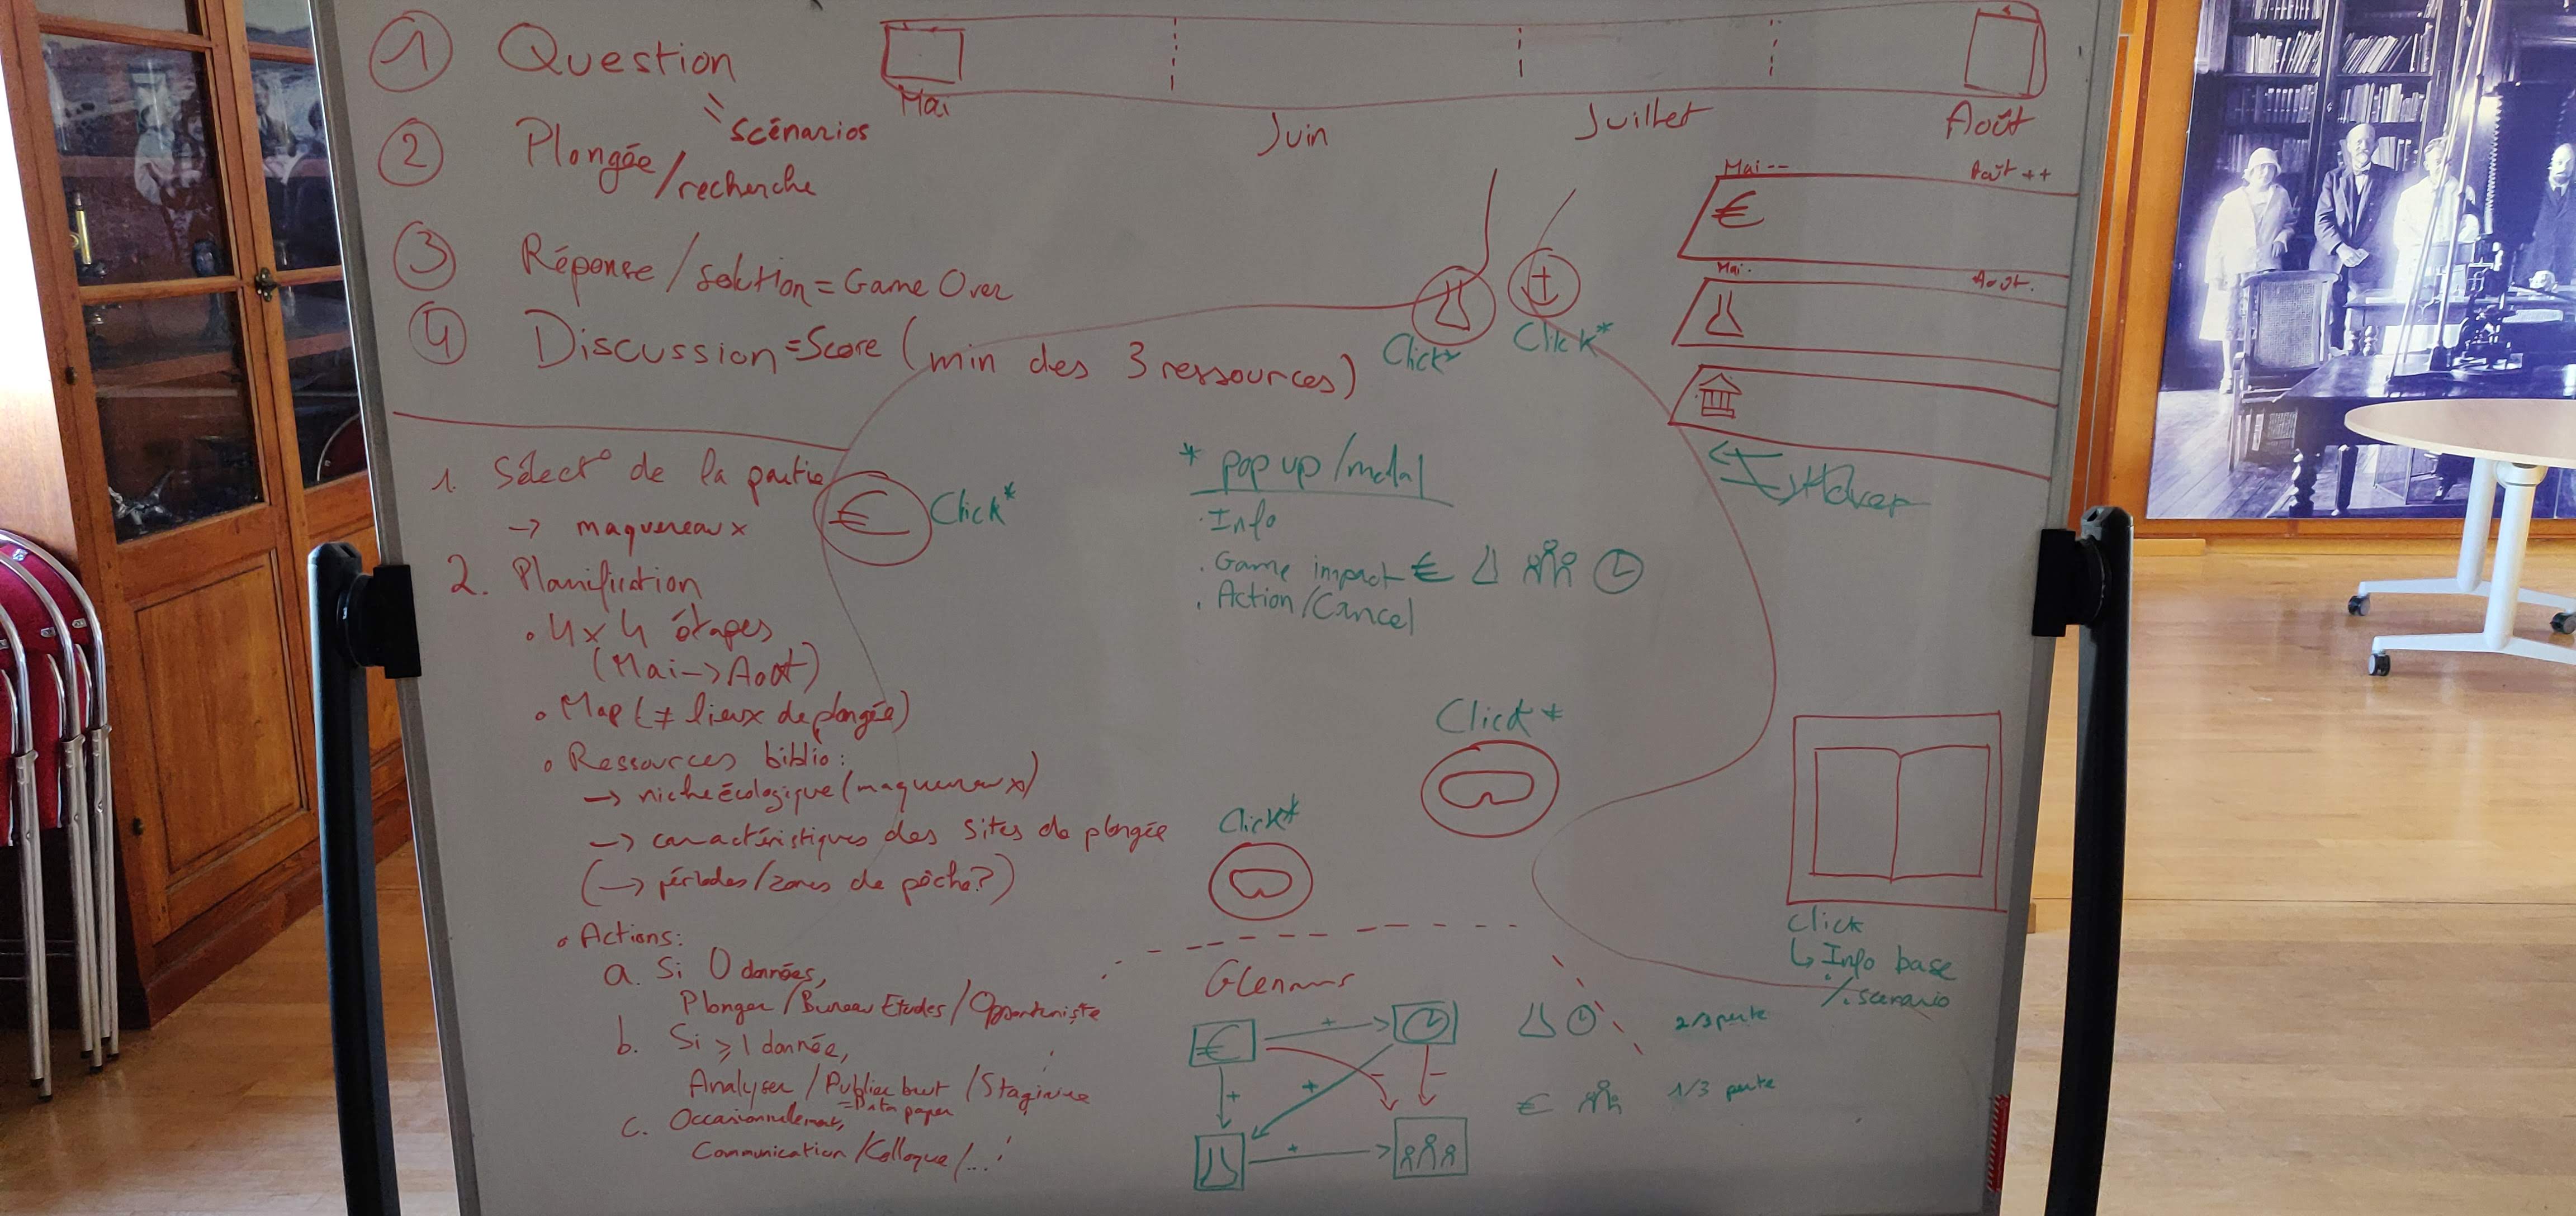 1 Question
scénarios
2 Plongée/recherche
3 Réponse/solution = Game Over
4 Discussion = Score (min des 3 ressources)
Mai
Juin
Juillet
Août
Mai --
Août ++
€
Mai
Août
Click*
Click*
Hover
1. Sélect° de la partie
→ maquereaux
2. Planification
• 4 x 4 étapes
(Mai → Août)
• Map (≠ lieux de plongée)
• Ressources biblio :
→ niche écologique (maquereaux)
→ caractéristiques des sites de plongée
(→ périodes/zones de pêche ?)
• Actions :
a. Si 0 données,
Plonger / Bureau Etudes / Opportuniste
b. Si ≥ 1 donnée,
Analyser / Publier brut / Stagiaire
= Data paper
c. Occasionnellement,
Communication / Colloque / ...
€ Click*
* pop up/modal
• Info
• Game impact €
• Action/Cancel
Click*
Click*
Glenans
€ +
+
+
-
-
+
2/3 perte
€ 1/3 perte
Click
↳ Info base
% scenario